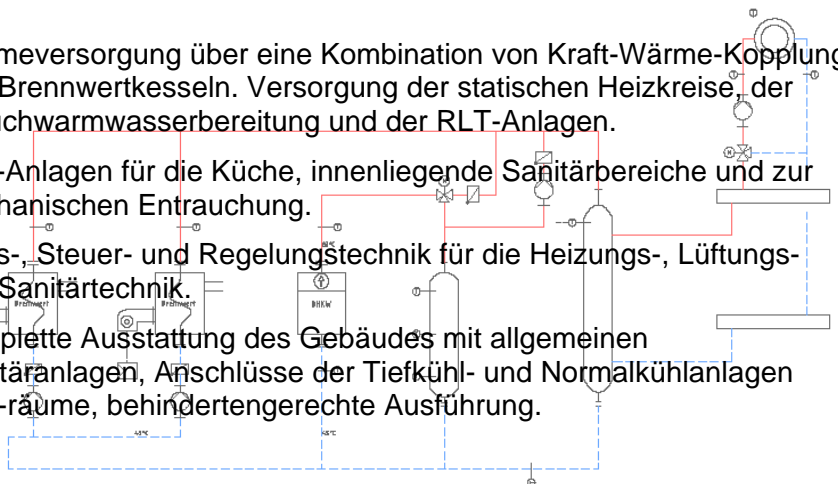 meversorgung über eine Kombination von Kraft-Wärme-Kopplung
Brennwertkesseln. Versorgung der statischen Heizkreise, der
uchwarmwasserbereitung und der RLT-Anlagen.
-Anlagen für die Küche, innenliegende Sanitärbereiche und zur
hanischen Entrauchung.
s-, Steuer- und Regelungstechnik für die Heizungs-, Lüftungs-
Sanitärtechnik.
Brennwert
Brennwert
BHKW
plette Ausstattung des Gebäudes mit allgemeinen
täranlagen, Anschlüsse der Tiefkühl- und Normalkühlanlagen
-räume, behindertengerechte Ausführung.